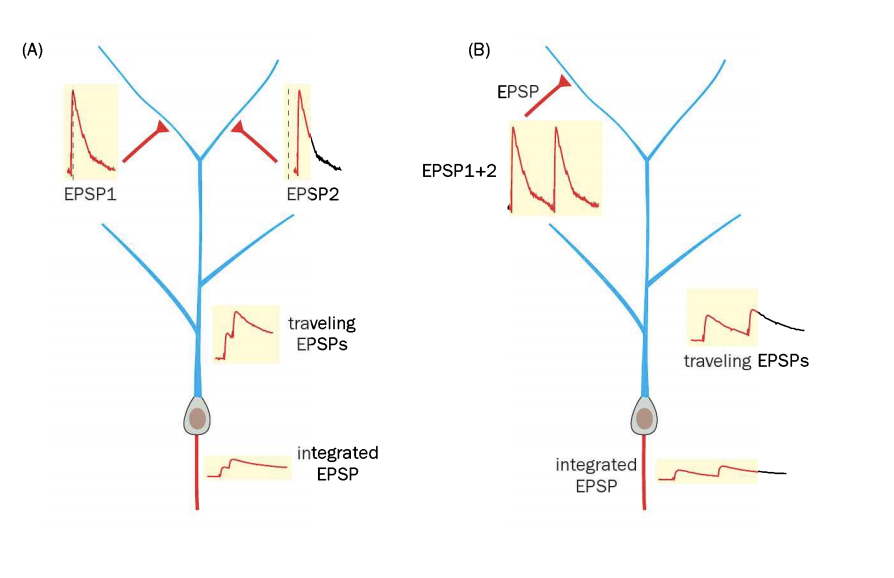 (A)
(B)
EPSP1
EPSP2
traveling
EPSPs
integrated
EPSP
EPSP
EPSP1+2
traveling EPSPs
integrated
EPSP